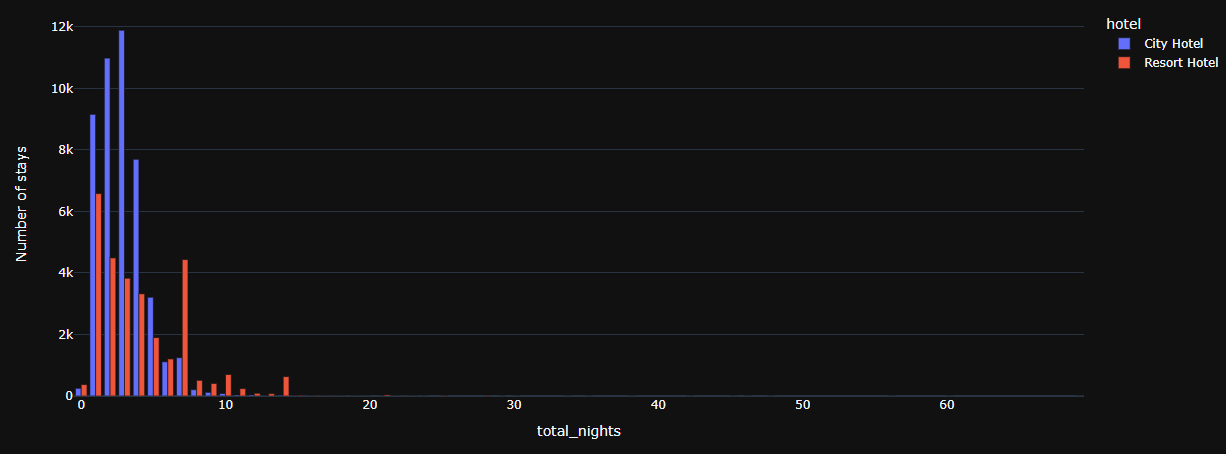 hotel
City Hotel
Resort Hotel
12k
10k
8k
6k
4k
2k
0
Number of stays
0 10 20 30 40 50 60
total_nights